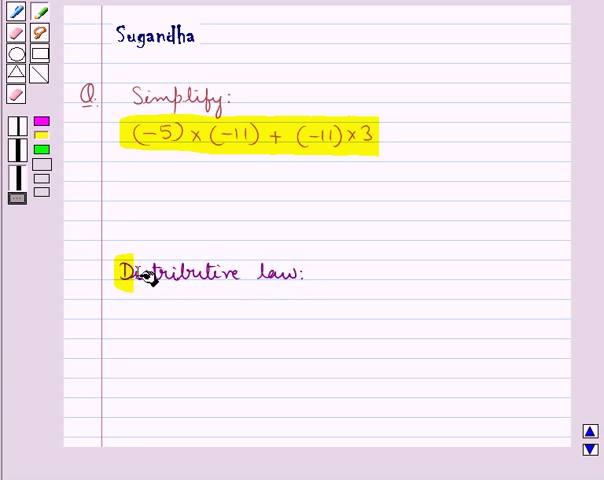 Sugandha
Q. Simplify:
(-5) × (-11) + (-11) × 3
Distributive law: